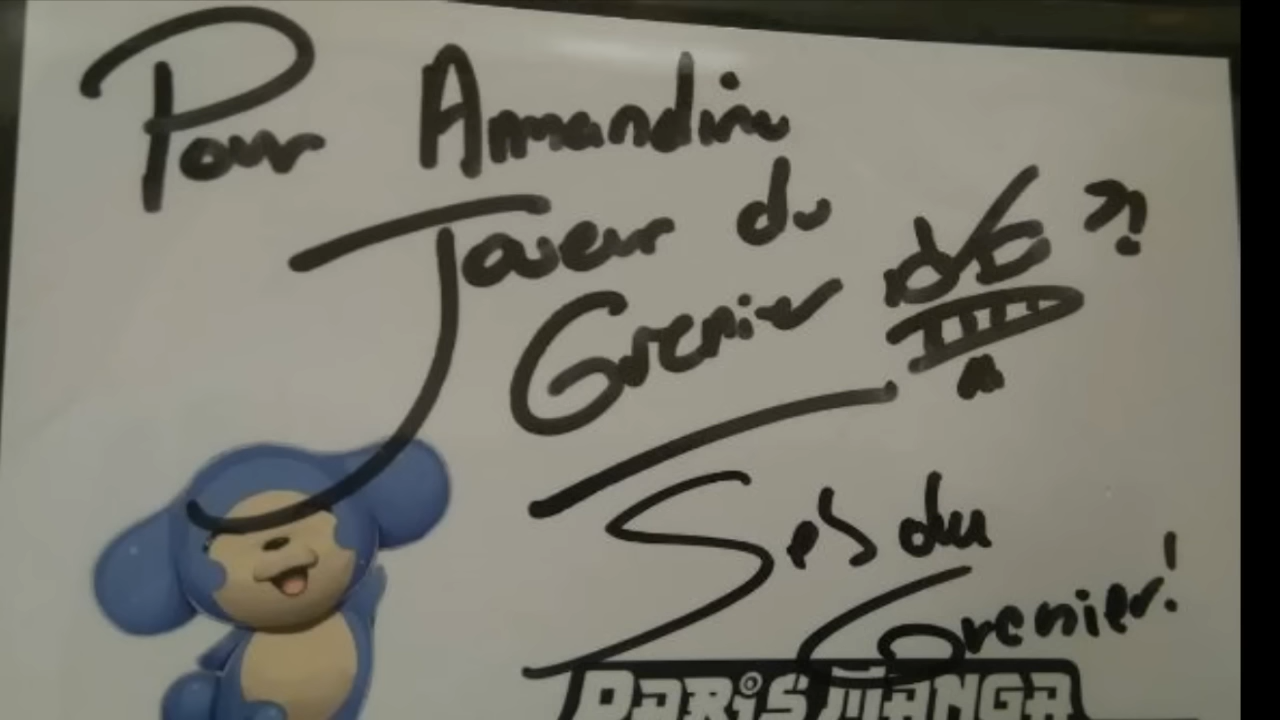 Pour Amandine
Joueur du
Grenier ?!
Seb du
Grenier!
PARIS MANGA